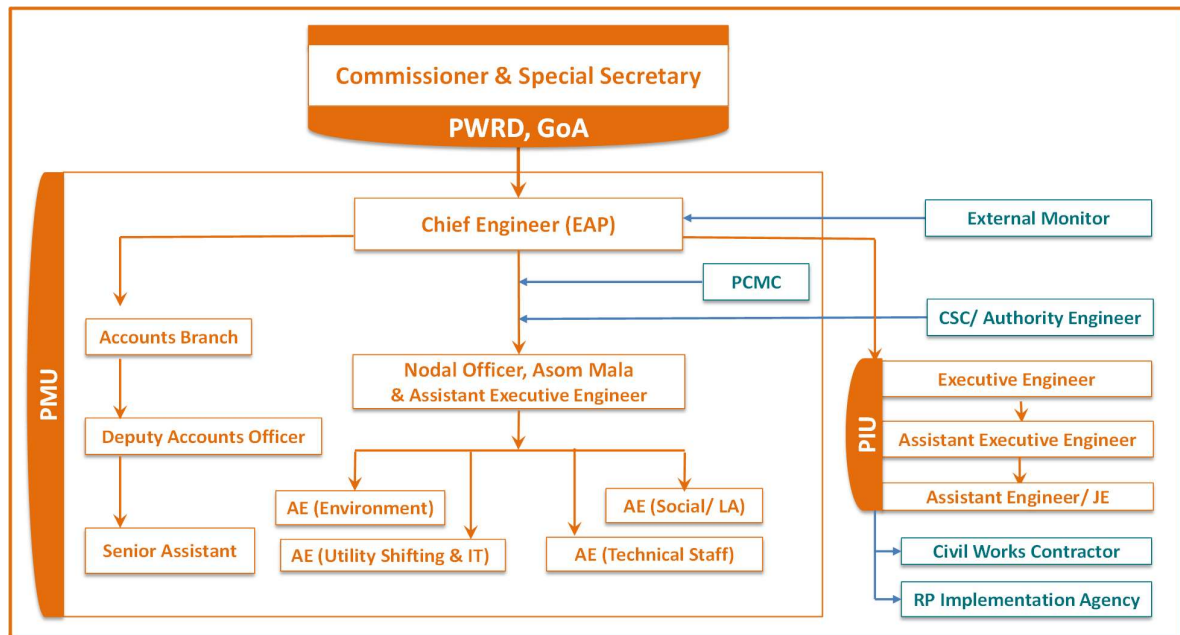 Commissioner & Special Secretary
PWRD, GoA
PMU
Chief Engineer (EAP)
External Monitor
PCMC
CSC/ Authority Engineer
Accounts Branch
Nodal Officer, Asom Mala
& Assistant Executive Engineer
PIU
Executive Engineer
Deputy Accounts Officer
Assistant Executive Engineer
AE (Environment)
AE (Social/ LA)
Assistant Engineer/ JE
Senior Assistant
AE (Utility Shifting & IT)
AE (Technical Staff)
Civil Works Contractor
RP Implementation Agency